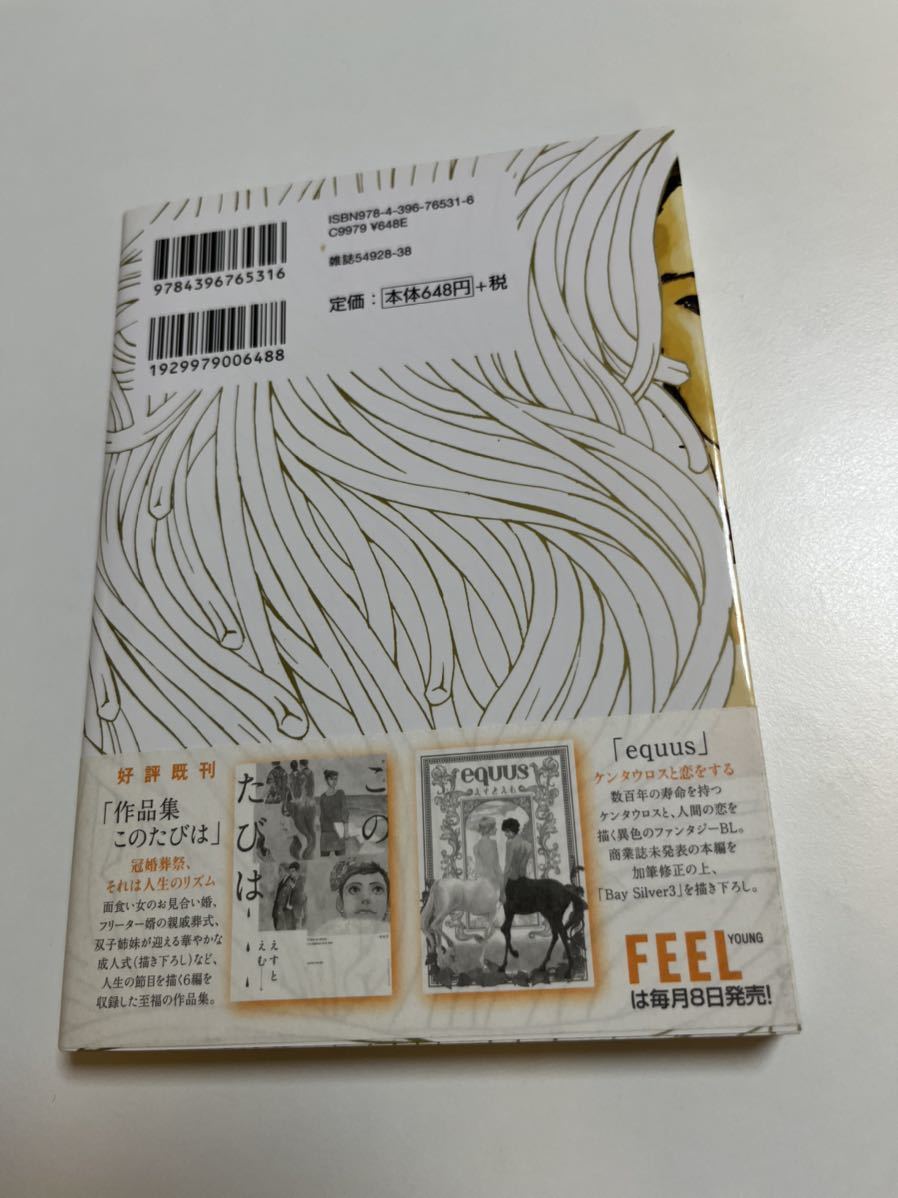 ISBN978-4-396-76531-6
C9979 ¥648E
雑誌54928-38
定価：本体648円+税
9784396765316
1929979006488
好評既刊
「作品集
このたびは」
冠婚葬祭、
それは人生のリズム
面食い女のお見合い婚、
フリーター婿の親戚葬式、
双子姉妹が迎える華やかな
成人式（描き下ろし）など、
人生の節目を描く6編を
収録した至福の作品集。
この
たびは
えすと
えむ
equus
えすとえむ
「equus」
ケンタウロスと恋をする
数百年の寿命を持つ
ケンタウロスと、人間の恋を
描く異色のファンタジーBL。
商業誌未発表の本編を
加筆修正の上、
「Bay Silver3」を描き下ろし。
FEEL YOUNG
は毎月8日発売!